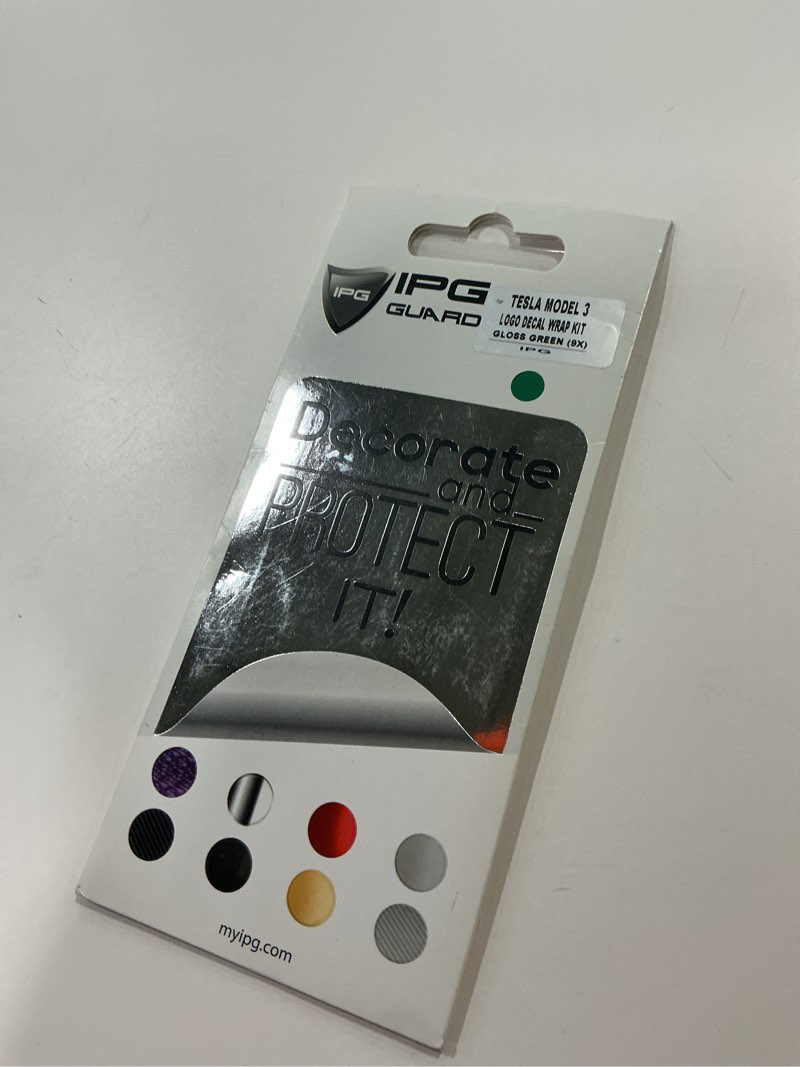 IPG
IPG
GUARD
for TESLA MODEL 3
LOGO DECAL WRAP KIT
GLOSS GREEN (9X)
IPG
Decorate
and
PROTECT
IT!
myipg.com